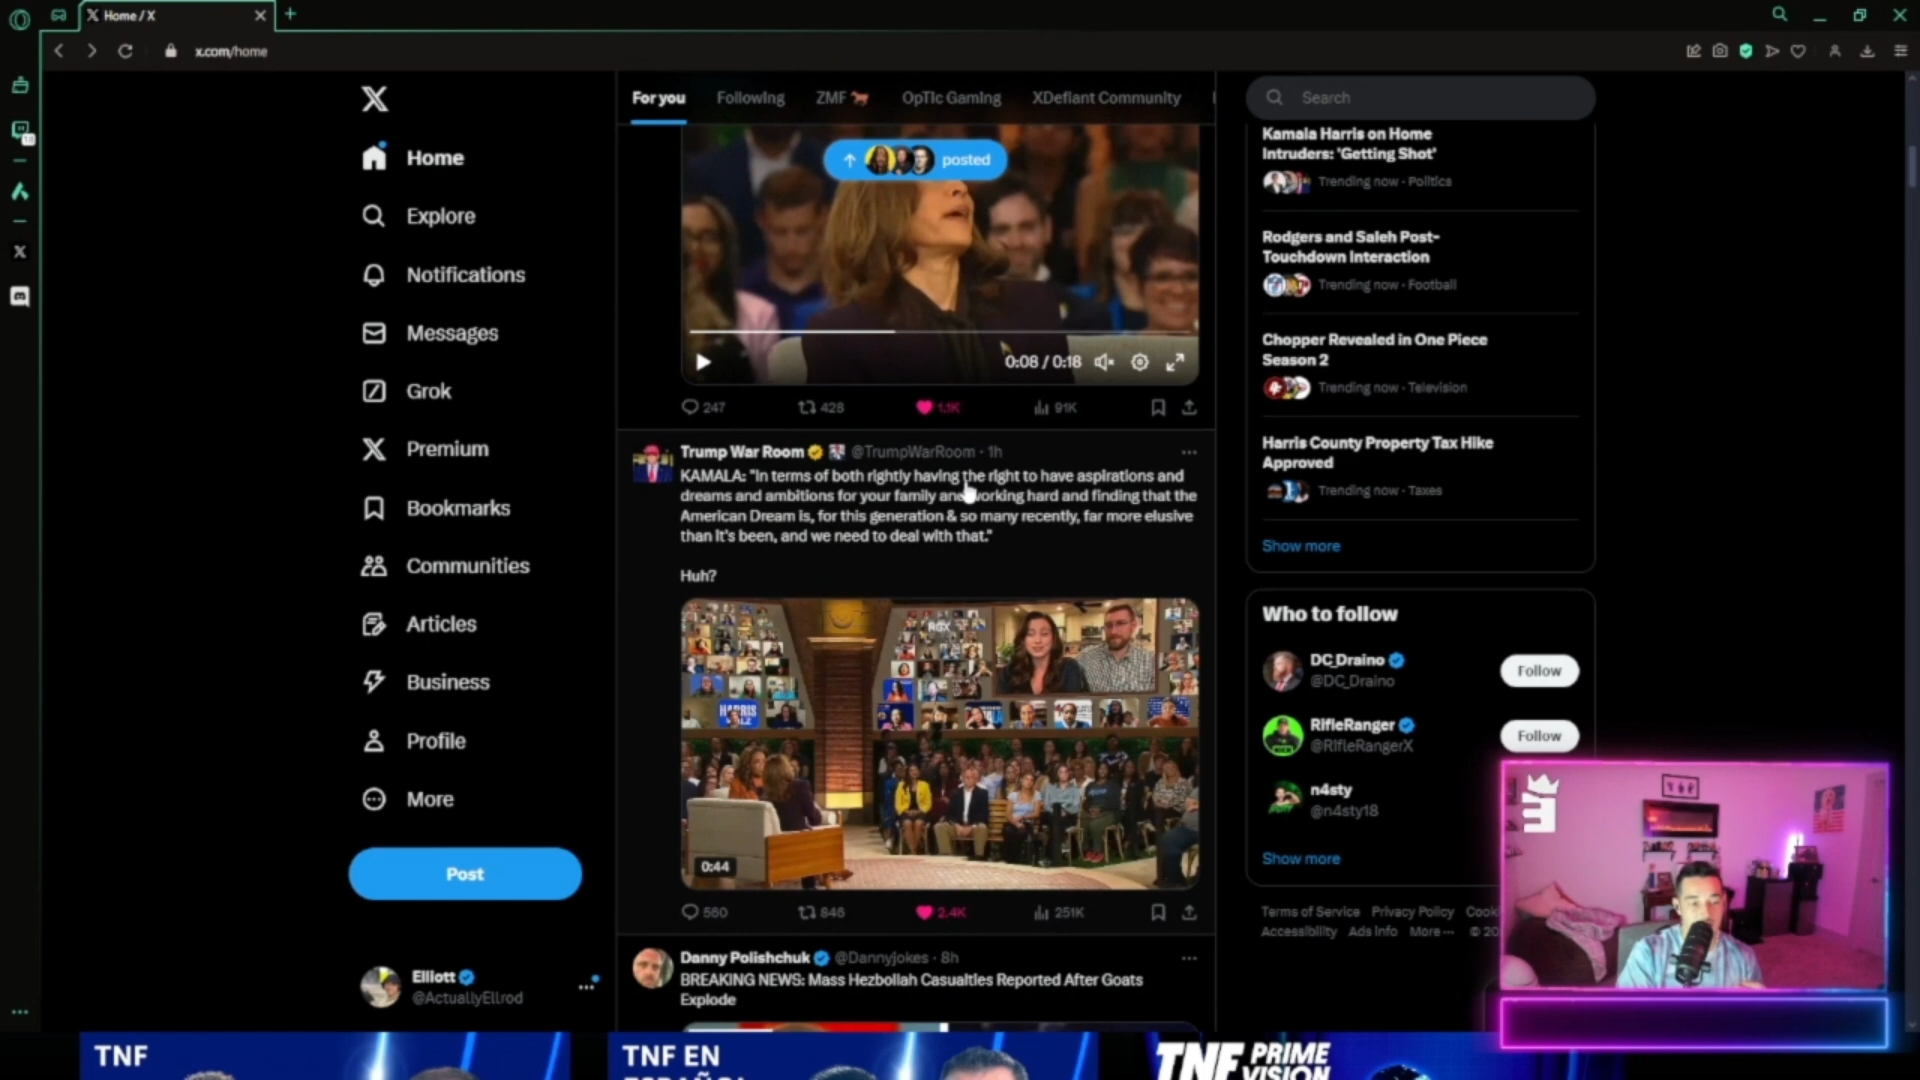 Home / X
x.com/home
For you
Following
ZMF
OpTic Gaming
XDefiant Community
Search
posted
Home
Explore
Notifications
Messages
Grok
Premium
Bookmarks
Communities
Articles
Business
Profile
More
Post
Elliott
@ActuallyEllrod
0:08 / 0:18
247
428
1.1K
91K
Trump War Room @TrumpWarRoom · 1h
KAMALA: "In terms of both rightly having the right to have aspirations and
dreams and ambitions for your family and working hard and finding that the
American Dream is, for this generation & so many recently, far more elusive
than it's been, and we need to deal with that."
Huh?
HARRIS
0:44
560
846
2.4K
251K
Danny Polishchuk @Dannyjokes · 8h
BREAKING NEWS: Mass Hezbollah Casualties Reported After Goats
Explode
Kamala Harris on Home
Intruders: 'Getting Shot'
Trending now · Politics
Rodgers and Saleh Post-
Touchdown Interaction
Trending now · Football
Chopper Revealed in One Piece
Season 2
Trending now · Television
Harris County Property Tax Hike
Approved
Trending now · Taxes
Show more
Who to follow
DC_Draino
@DC_Draino
Follow
RifleRanger
@RifleRangerX
Follow
n4sty
@n4sty18
Show more
Terms of Service Privacy Policy
Accessibility Ads info More ··· © 20
TNF
TNF EN
ESPAÑOL
TNF PRIME
VISION